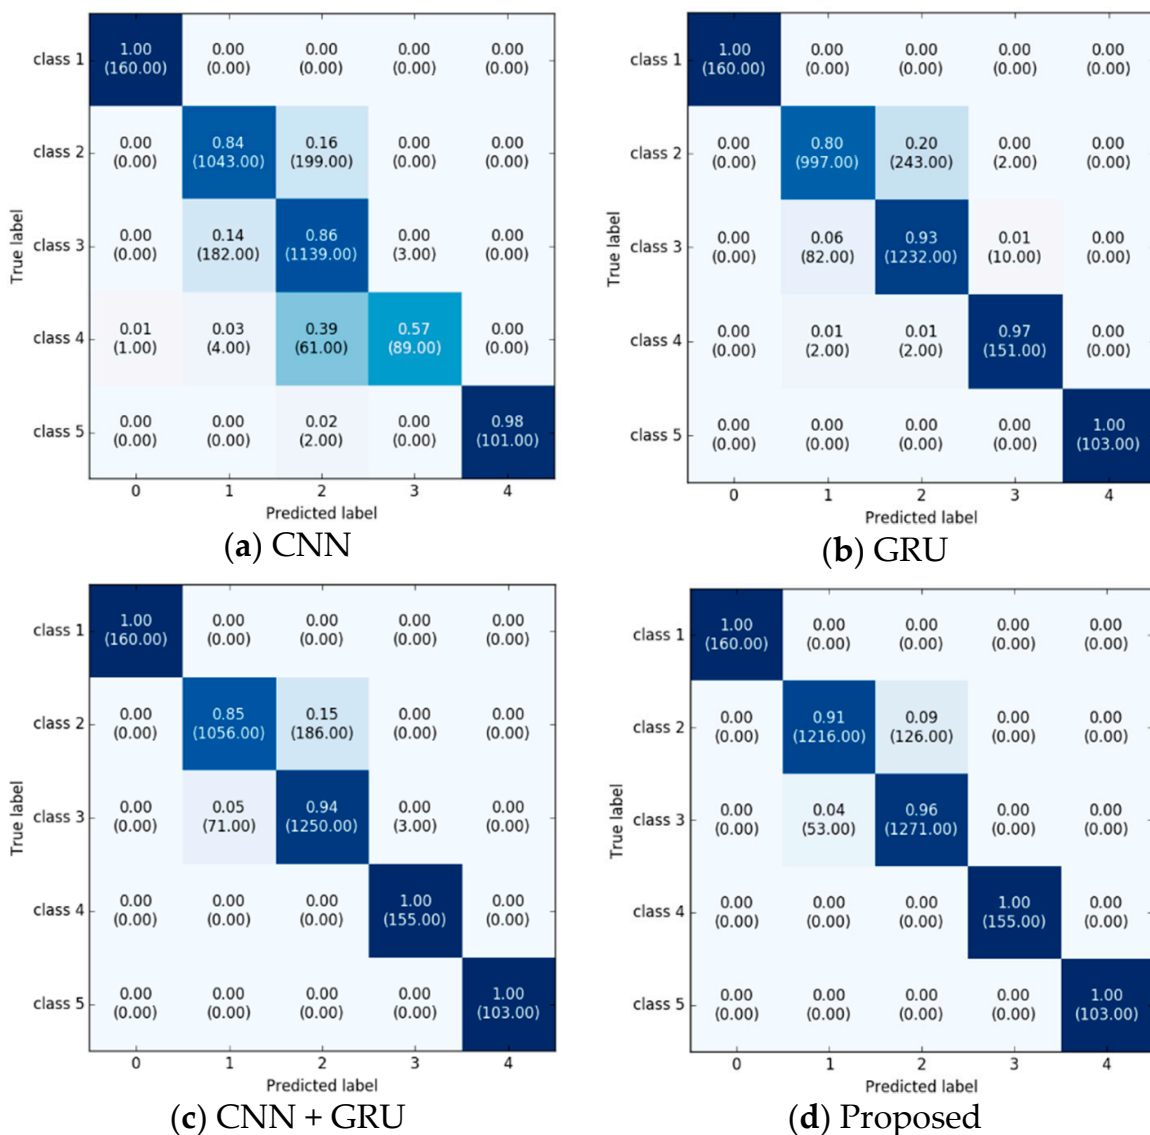 class 1
1.00 0.00 0.00 0.00 0.00
(160.00) (0.00) (0.00) (0.00) (0.00)
class 2
0.00 0.84 0.16 0.00 0.00
(0.00) (1043.00) (199.00) (0.00) (0.00)
True label
class 3
0.00 0.14 0.86 0.00 0.00
(0.00) (182.00) (1139.00) (3.00) (0.00)
class 4
0.01 0.03 0.39 0.57 0.00
(1.00) (4.00) (61.00) (89.00) (0.00)
class 5
0.00 0.00 0.02 0.00 0.98
(0.00) (0.00) (2.00) (0.00) (101.00)
0 1 2 3 4
Predicted label
(a) CNN
class 1
1.00 0.00 0.00 0.00 0.00
(160.00) (0.00) (0.00) (0.00) (0.00)
class 2
0.00 0.80 0.20 0.00 0.00
(0.00) (997.00) (243.00) (2.00) (0.00)
True label
class 3
0.00 0.06 0.93 0.01 0.00
(0.00) (82.00) (1232.00) (10.00) (0.00)
class 4
0.00 0.01 0.01 0.97 0.00
(0.00) (2.00) (2.00) (151.00) (0.00)
class 5
0.00 0.00 0.00 0.00 1.00
(0.00) (0.00) (0.00) (0.00) (103.00)
0 1 2 3 4
Predicted label
(b) GRU
class 1
1.00 0.00 0.00 0.00 0.00
(160.00) (0.00) (0.00) (0.00) (0.00)
class 2
0.00 0.85 0.15 0.00 0.00
(0.00) (1056.00) (186.00) (0.00) (0.00)
True label
class 3
0.00 0.05 0.94 0.00 0.00
(0.00) (71.00) (1250.00) (3.00) (0.00)
class 4
0.00 0.00 0.00 1.00 0.00
(0.00) (0.00) (0.00) (155.00) (0.00)
class 5
0.00 0.00 0.00 0.00 1.00
(0.00) (0.00) (0.00) (0.00) (103.00)
0 1 2 3 4
Predicted label
(c) CNN + GRU
class 1
1.00 0.00 0.00 0.00 0.00
(160.00) (0.00) (0.00) (0.00) (0.00)
class 2
0.00 0.91 0.09 0.00 0.00
(0.00) (1216.00) (126.00) (0.00) (0.00)
True label
class 3
0.00 0.04 0.96 0.00 0.00
(0.00) (53.00) (1271.00) (0.00) (0.00)
class 4
0.00 0.00 0.00 1.00 0.00
(0.00) (0.00) (0.00) (155.00) (0.00)
class 5
0.00 0.00 0.00 0.00 1.00
(0.00) (0.00) (0.00) (0.00) (103.00)
0 1 2 3 4
Predicted label
(d) Proposed